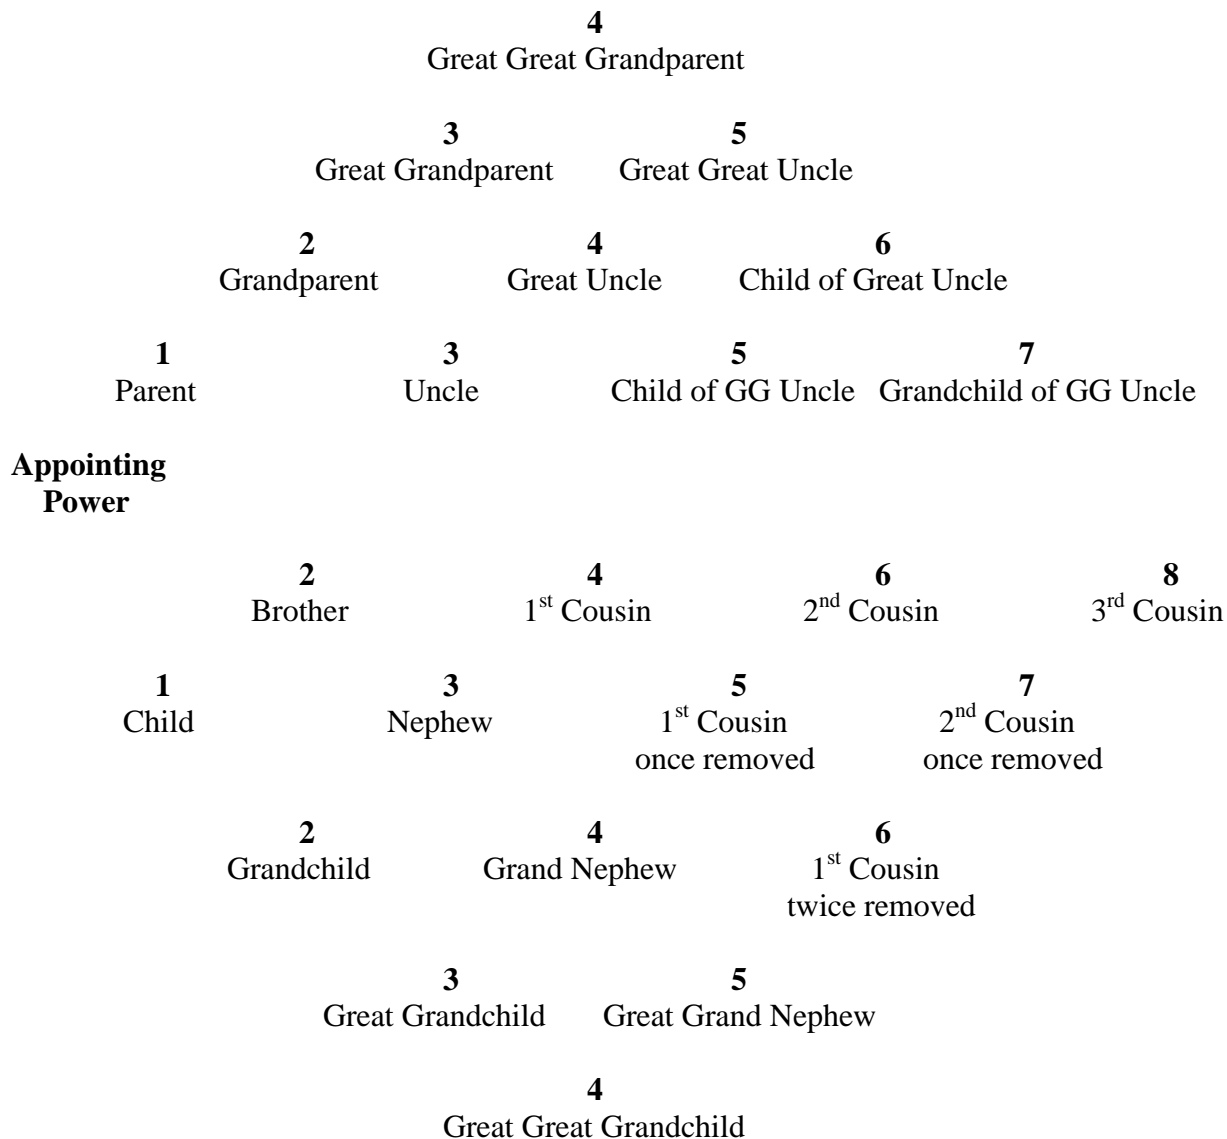 4
Great Great Grandparent
3 5
Great Grandparent Great Great Uncle
2 4 6
Grandparent Great Uncle Child of Great Uncle
1 3 5 7
Parent Uncle Child of GG Uncle Grandchild of GG Uncle
Appointing
Power
2 4 6 8
Brother 1st Cousin 2nd Cousin 3rd Cousin
1 3 5 7
Child Nephew 1st Cousin 2nd Cousin
once removed once removed
2 4 6
Grandchild Grand Nephew 1st Cousin
twice removed
3 5
Great Grandchild Great Grand Nephew
4
Great Great Grandchild